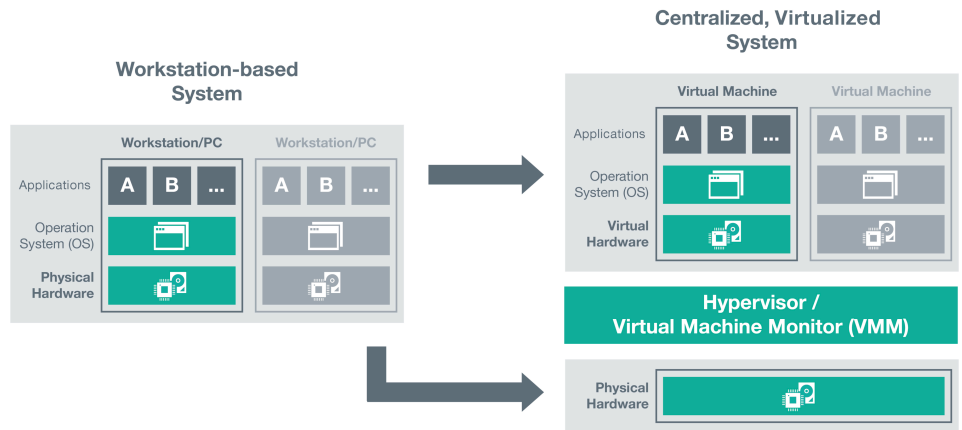 Workstation-based
System
Workstation/PC
Workstation/PC
Applications
A B ...
A B ...
Operation
System (OS)
Physical
Hardware
Centralized, Virtualized
System
Virtual Machine
Virtual Machine
Applications
A B ...
A B ...
Operation
System (OS)
Virtual
Hardware
Hypervisor /
Virtual Machine Monitor (VMM)
Physical
Hardware